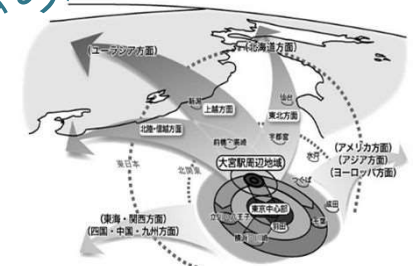 (ユーラシア方面)
(北海道方面)
仙台
新潟
上越方面
東北方面
北陸・信越方面
宇都宮
前橋・高崎
水戸
大宮駅周辺地域
(アメリカ方面)
(アジア方面)
(ヨーロッパ方面)
東日本
北関東
つくば
成田
東京中心部
立川・八王子
千葉
羽田
横浜・川崎
(東海・関西方面)
(四国・中国・九州方面)